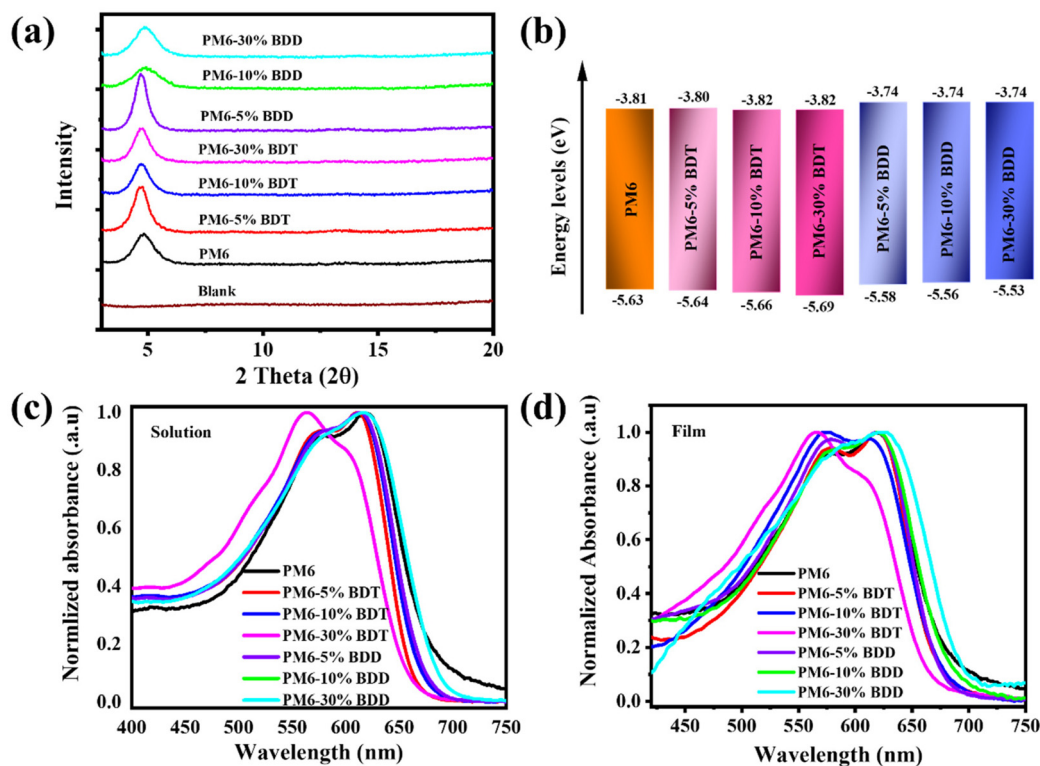 (a)
PM6-30% BDD
PM6-10% BDD
PM6-5% BDD
PM6-30% BDT
PM6-10% BDT
PM6-5% BDT
PM6
Blank
Intensity
5 10 15 20
2 Theta (2θ)
(b)
Energy levels (eV)
-3.81 -3.80 -3.82 -3.82 -3.74 -3.74 -3.74
PM6
PM6-5% BDT
PM6-10% BDT
PM6-30% BDT
PM6-5% BDD
PM6-10% BDD
PM6-30% BDD
-5.63 -5.64 -5.66 -5.69 -5.58 -5.56 -5.53
(c)
Solution
Normlized absorbance (.a.u)
1.0
0.8
0.6
0.4
0.2
0.0
PM6
PM6-5% BDT
PM6-10% BDT
PM6-30% BDT
PM6-5% BDD
PM6-10% BDD
PM6-30% BDD
400 450 500 550 600 650 700 750
Wavelength (nm)
(d)
Film
Normalized Absorbance (.a.u)
1.0
0.8
0.6
0.4
0.2
0.0
PM6
PM6-5% BDT
PM6-10% BDT
PM6-30% BDT
PM6-5% BDD
PM6-10% BDD
PM6-30% BDD
450 500 550 600 650 700 750
Wavelength (nm)